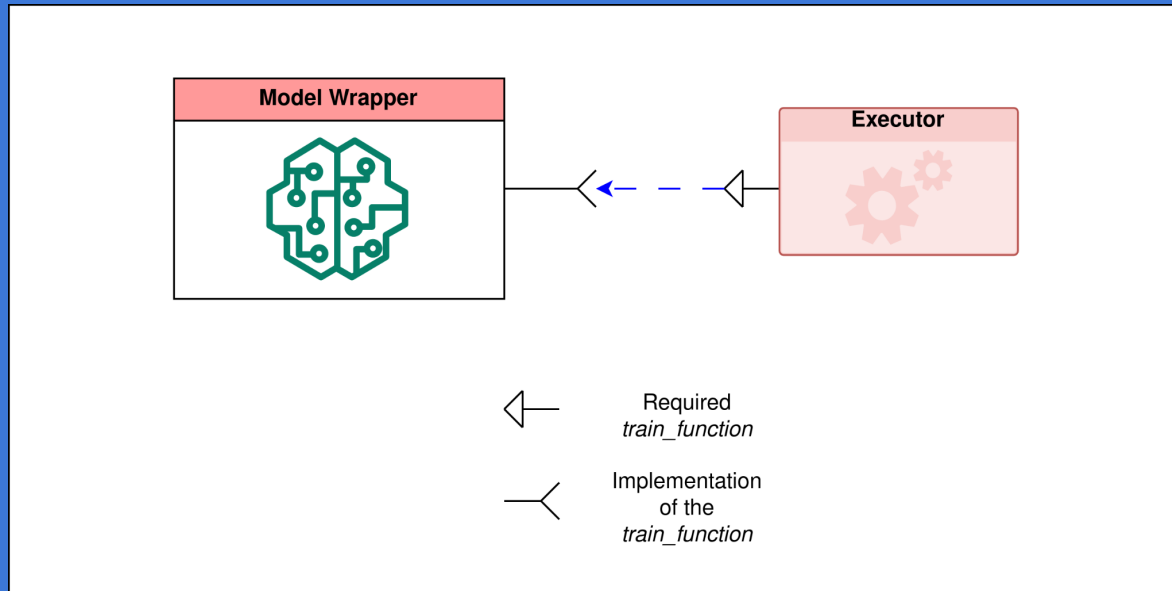 Model Wrapper
Executor
Required
train_function
Implementation
of the
train_function